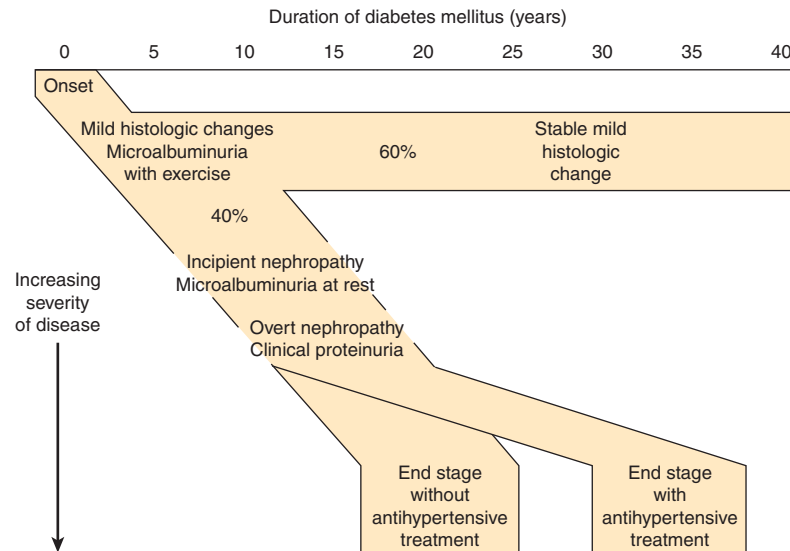 Duration of diabetes mellitus (years)
0 5 10 15 20 25 30 35 40
Onset
Mild histologic changes
Microalbuminuria
with exercise
60%
Stable mild
histologic
change
40%
Incipient nephropathy
Microalbuminuria at rest
Increasing
severity
of disease
Overt nephropathy
Clinical proteinuria
End stage
without
antihypertensive
treatment
End stage
with
antihypertensive
treatment